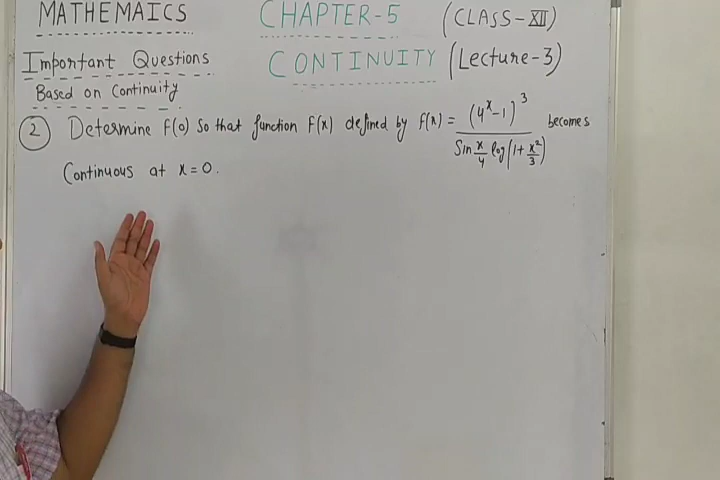 MATHEMAICS CHAPTER-5 (CLASS-XII)
Important Questions CONTINUITY (Lecture-3)
Based on Continuity
2 Determine f(0) So that function f(x) defined by f(x) = (4^x-1)^3 / Sin x/4 log(1+x^2/3) becomes
Continuous at x=0.